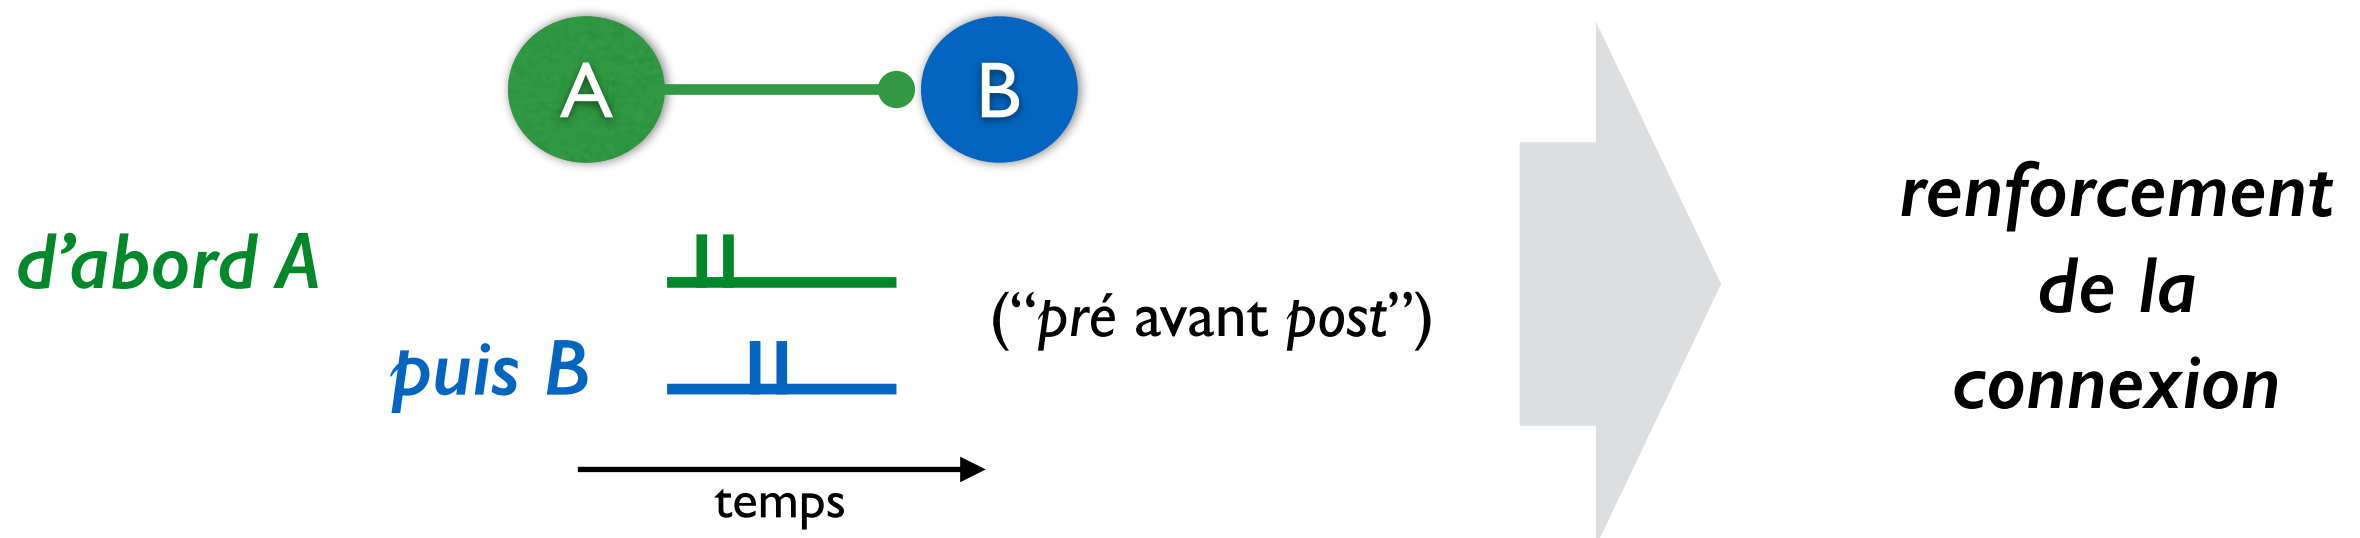 A
B
d’abord A
puis B
(“pré avant post”)
temps
renforcement
de la
connexion